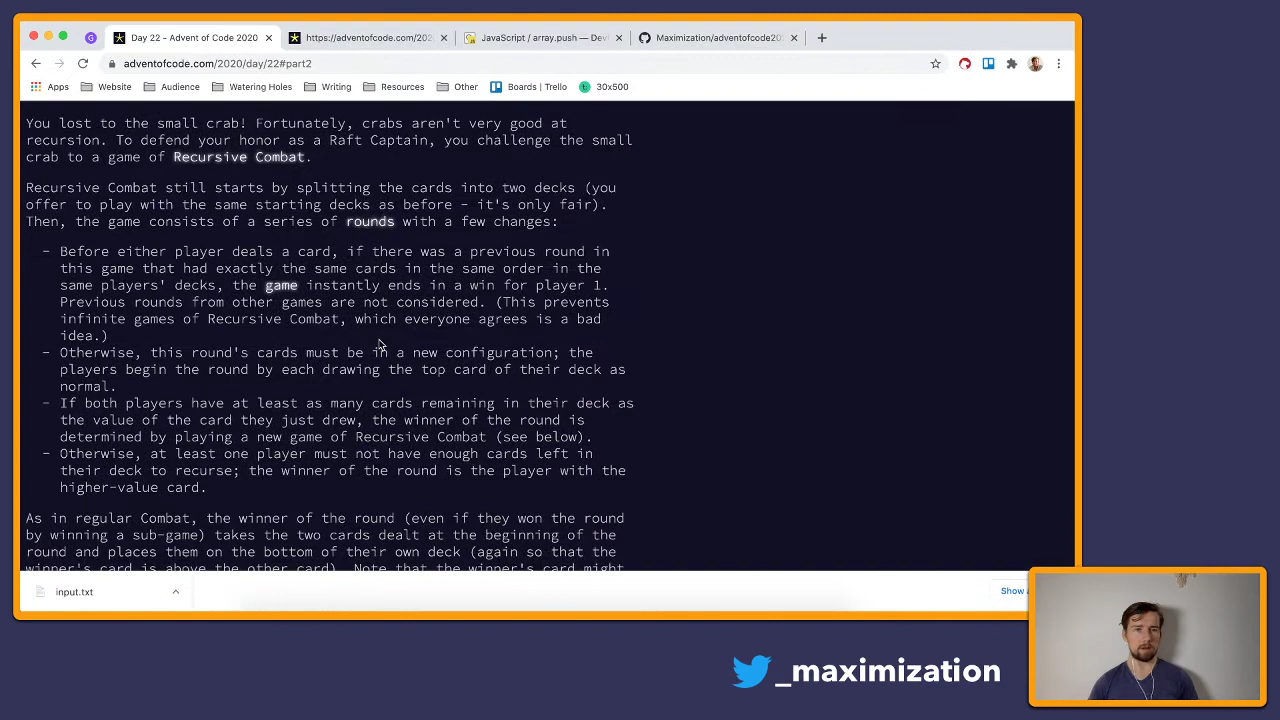 Day 22 - Advent of Code 2020
https://adventofcode.com/202
JavaScript / array.push — Dev
Maximization/adventofcode202
adventofcode.com/2020/day/22#part2
Apps Website Audience Watering Holes Writing Resources Other Boards | Trello 30x500
You lost to the small crab! Fortunately, crabs aren't very good at
recursion. To defend your honor as a Raft Captain, you challenge the small
crab to a game of Recursive Combat.
Recursive Combat still starts by splitting the cards into two decks (you
offer to play with the same starting decks as before - it's only fair).
Then, the game consists of a series of rounds with a few changes:
- Before either player deals a card, if there was a previous round in
this game that had exactly the same cards in the same order in the
same players' decks, the game instantly ends in a win for player 1.
Previous rounds from other games are not considered. (This prevents
infinite games of Recursive Combat, which everyone agrees is a bad
idea.)
- Otherwise, this round's cards must be in a new configuration; the
players begin the round by each drawing the top card of their deck as
normal.
- If both players have at least as many cards remaining in their deck as
the value of the card they just drew, the winner of the round is
determined by playing a new game of Recursive Combat (see below).
- Otherwise, at least one player must not have enough cards left in
their deck to recurse; the winner of the round is the player with the
higher-value card.
As in regular Combat, the winner of the round (even if they won the round
by winning a sub-game) takes the two cards dealt at the beginning of the
round and places them on the bottom of their own deck (again so that the
winner's card is above the other card). Note that the winner's card might
input.txt
Show
_maximization